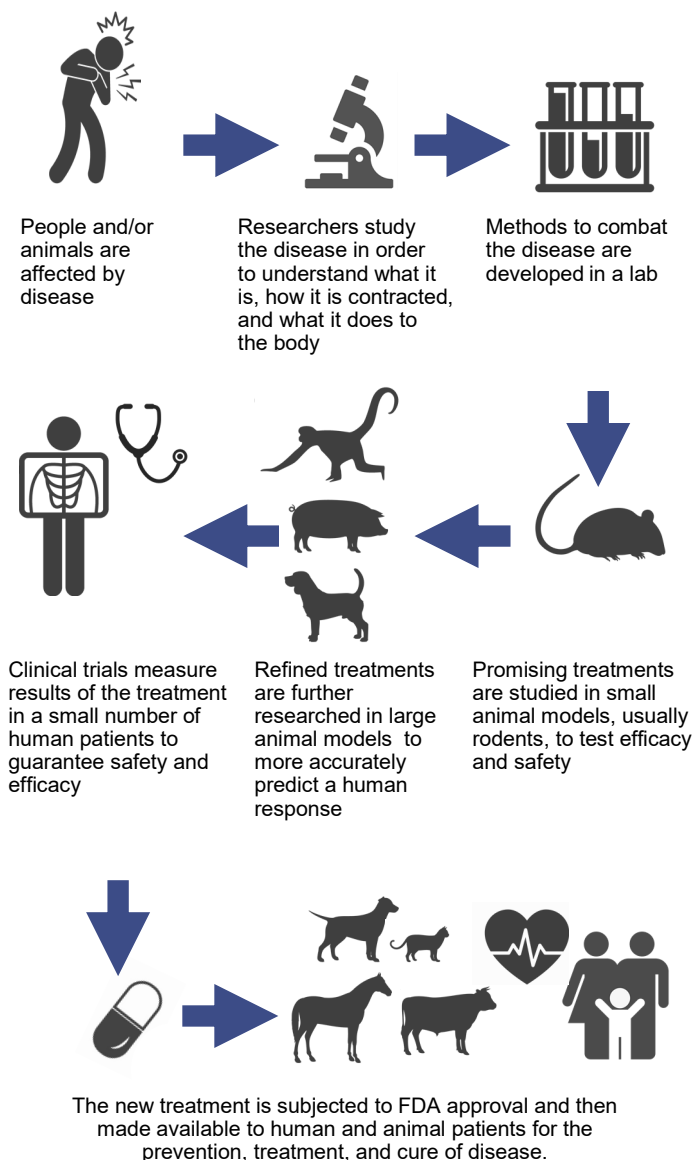 People and/or
animals are
affected by
disease
Researchers study
the disease in order
to understand what it
is, how it is contracted,
and what it does to
the body
Methods to combat
the disease are
developed in a lab
Promising treatments
are studied in small
animal models, usually
rodents, to test efficacy
and safety
Refined treatments
are further
researched in large
animal models  to
more accurately
predict a human
response
Clinical trials measure
results of the treatment
in a small number of
human patients to
guarantee safety and
efficacy
The new treatment is subjected to FDA approval and then
made available to human and animal patients for the
prevention, treatment, and cure of disease.